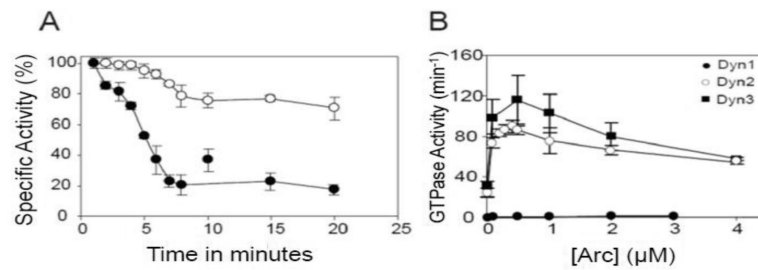 A
Specific Activity (%)
100
80
60
40
20
0
0 5 10 15 20 25
Time in minutes
B
GTPase Activity (min⁻¹)
160
120
80
40
0
Dyn1
Dyn2
Dyn3
0 1 2 3 4
[Arc] (μM)